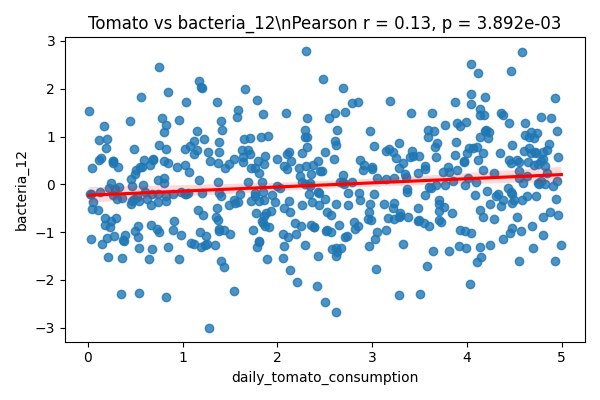 Tomato vs bacteria_12\nPearson r = 0.13, p = 3.892e-03
3
2
1
0
−1
−2
−3
bacteria_12
0 1 2 3 4 5
daily_tomato_consumption